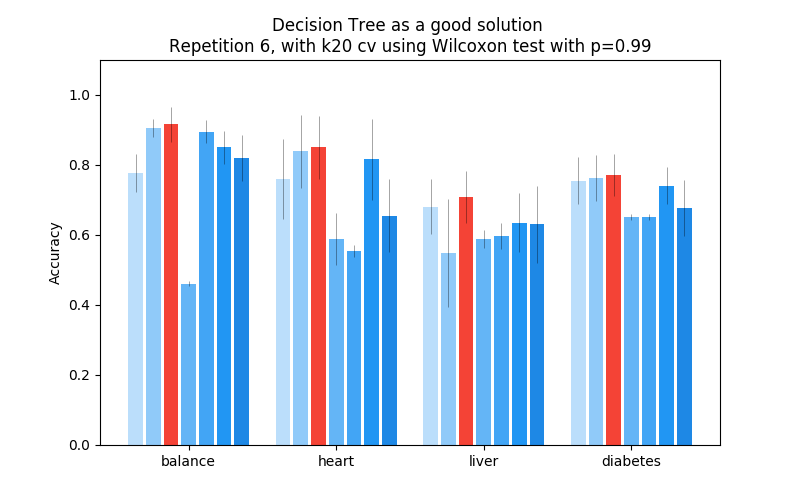 Decision Tree as a good solution
Repetition 6, with k20 cv using Wilcoxon test with p=0.99
1.0
0.8
0.6
0.4
0.2
0.0
Accuracy
balance heart liver diabetes